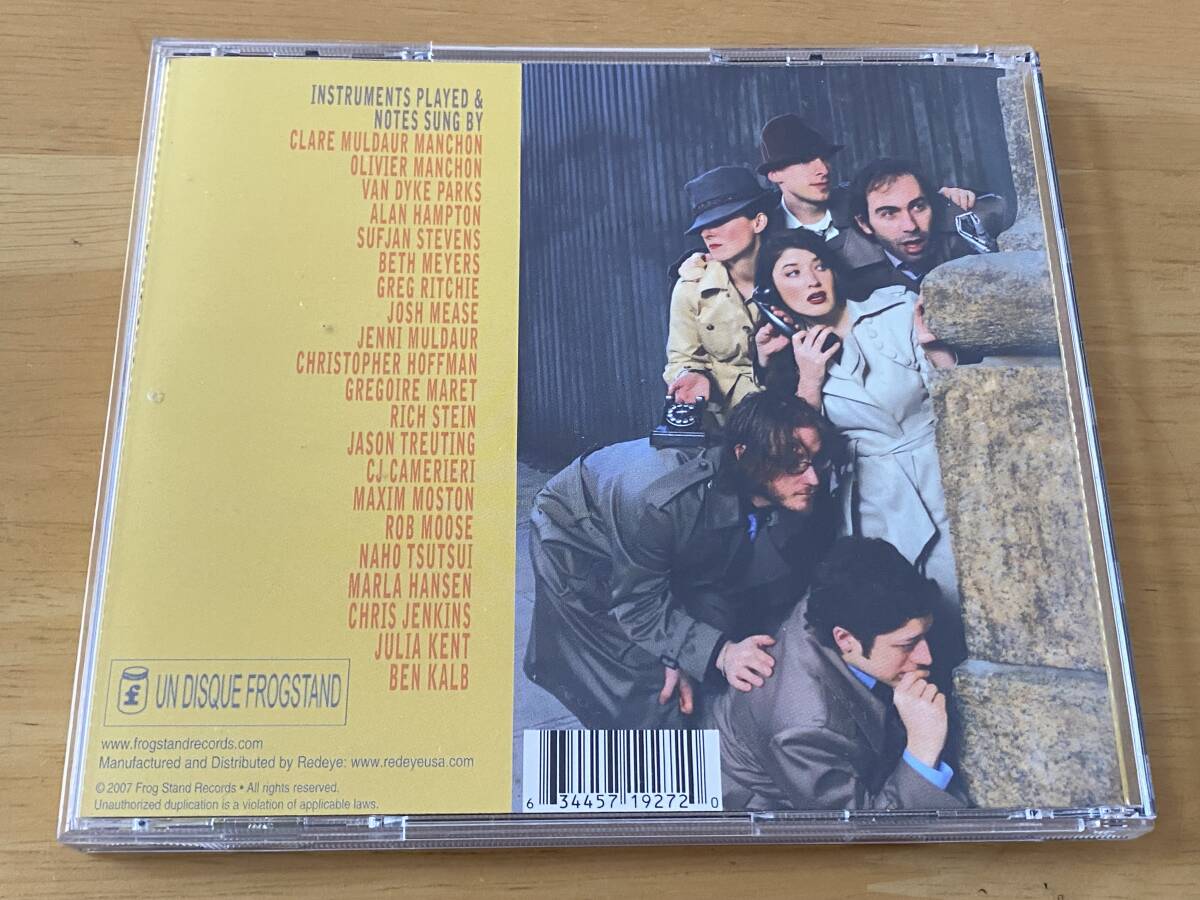 INSTRUMENTS PLAYED &
NOTES SUNG BY
CLARE MULDAUR MANCHON
OLIVIER MANCHON
VAN DYKE PARKS
ALAN HAMPTON
SUFJAN STEVENS
BETH MEYERS
GREG RITCHIE
JOSH MEASE
JENNI MULDAUR
CHRISTOPHER HOFFMAN
GREGOIRE MARET
RICH STEIN
JASON TREUTING
CJ CAMERIERI
MAXIM MOSTON
ROB MOOSE
NAHO TSUTSUI
MARLA HANSEN
CHRIS JENKINS
JULIA KENT
BEN KALB
£ UN DISQUE FROGSTAND
www.frogstandrecords.com
Manufactured and Distributed by Redeye: www.redeyeusa.com
© 2007 Frog Stand Records • All rights reserved.
Unauthorized duplication is a violation of applicable laws.
6 34457 19272 0